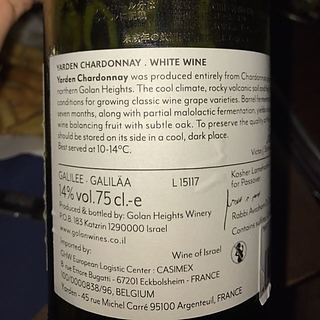 YARDEN CHARDONNAY . WHITE WINE
Yarden Chardonnay was produced entirely from Chardonnay
northern Golan Heights. The cool climate, rocky volcanic soil and
conditions for growing classic wine grape varieties. Barrel
seven months, along with partial malolactic fermentation,
wine balancing fruit with subtle oak. To preserve the quality
should be stored on its side in a cool, dark place.
Best served at 10-14°C.
GALILEE - GALILÄA
L 15117
Kosher
for Passover
14% vol.75 cl.-e
Produced & bottled by: Golan Heights Winery
P.O.B. 183 Katzrin 1290000 Israel
www.golanwines.co.il
Wine of Israel
Imported by:
GHW European Logistic Center : CASIMEX
8 rue Ettore Bugatti - 67201 Eckbolsheim - FRANCE
100/0000838/96, BELGIUM
Yarden - 45 rue Michel Carré 95100 Argenteuil, FRANCE